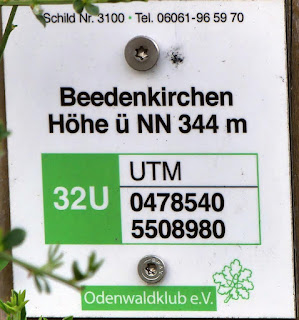 Schild Nr. 3100 • Tel. 06061-96 59 70
Beedenkirchen
Höhe ü NN 344 m
32U
UTM
0478540
5508980
Odenwaldklub e.V.